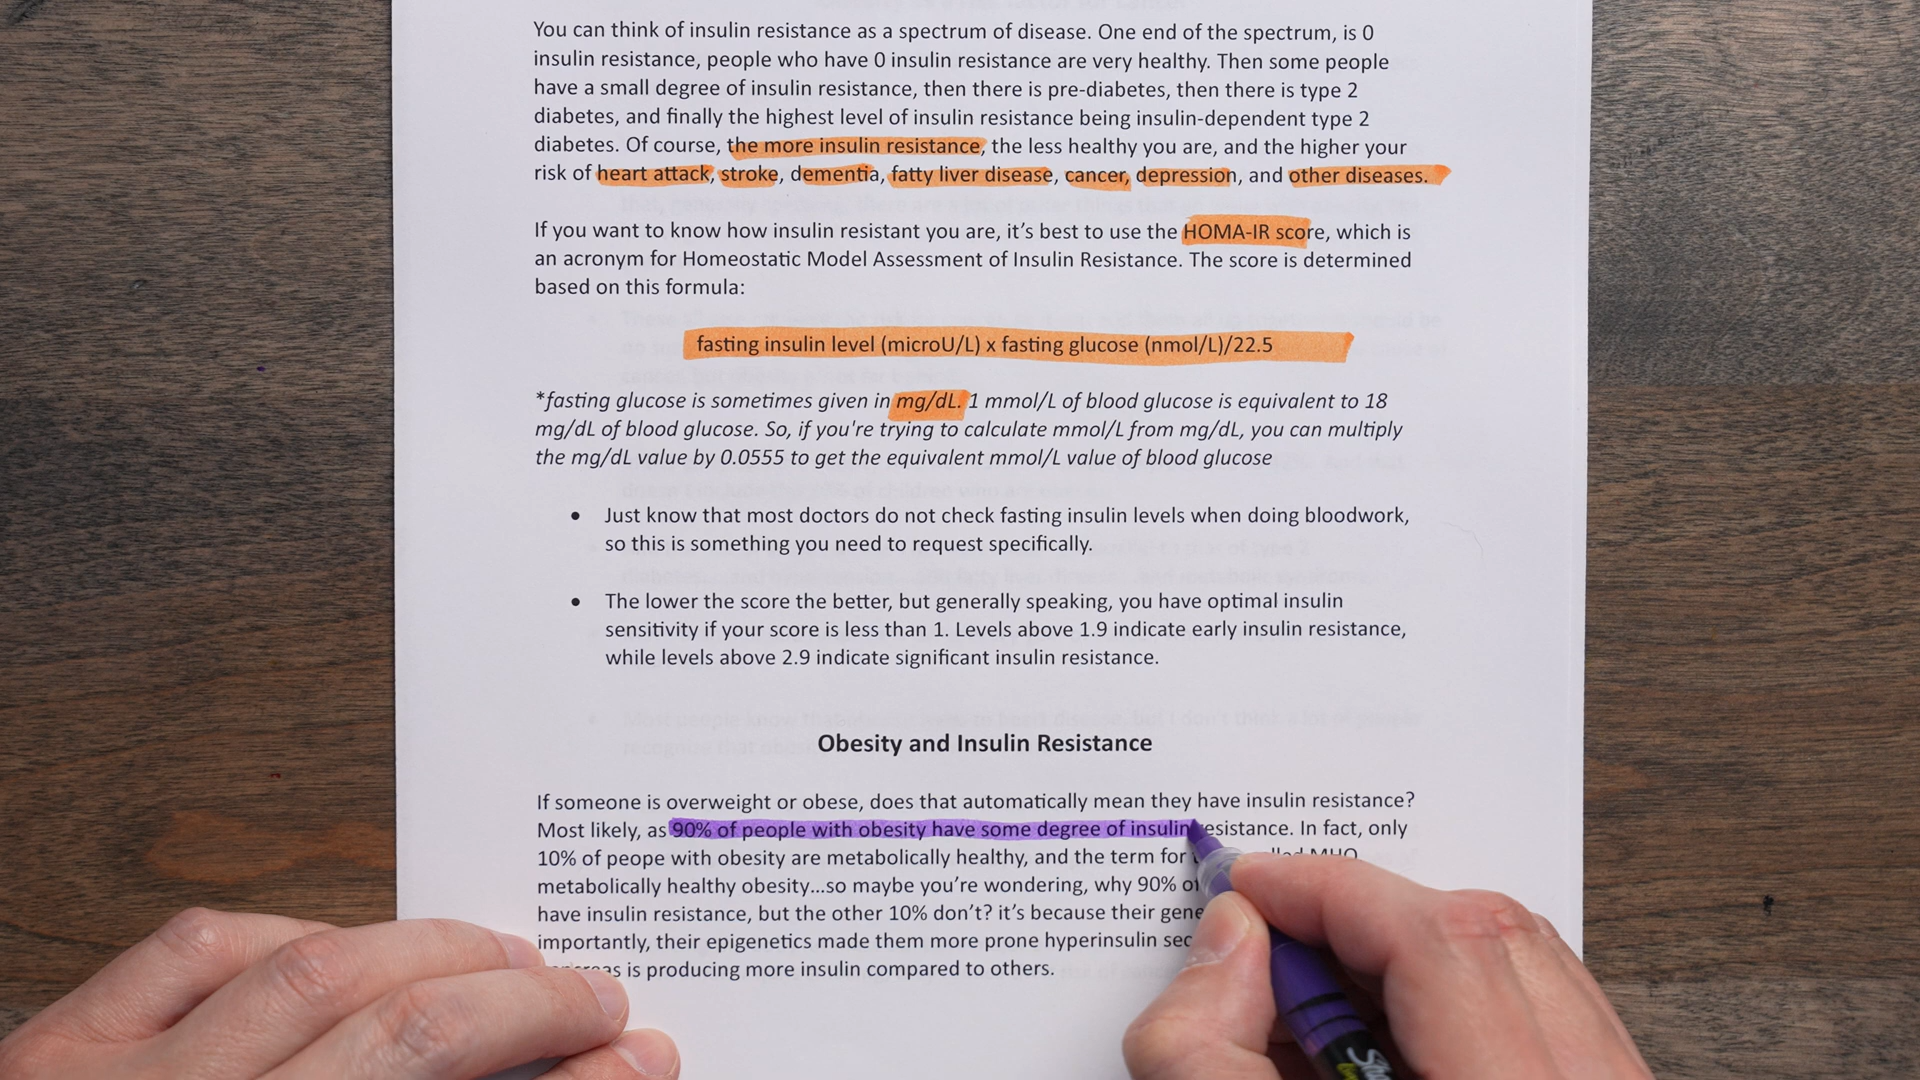 You can think of insulin resistance as a spectrum of disease. One end of the spectrum, is 0
insulin resistance, people who have 0 insulin resistance are very healthy. Then some people
have a small degree of insulin resistance, then there is pre-diabetes, then there is type 2
diabetes, and finally the highest level of insulin resistance being insulin-dependent type 2
diabetes. Of course, the more insulin resistance, the less healthy you are, and the higher your
risk of heart attack, stroke, dementia, fatty liver disease, cancer, depression, and other diseases.
If you want to know how insulin resistant you are, it’s best to use the HOMA-IR score, which is
an acronym for Homeostatic Model Assessment of Insulin Resistance. The score is determined
based on this formula:
fasting insulin level (microU/L) x fasting glucose (nmol/L)/22.5
*fasting glucose is sometimes given in mg/dL. 1 mmol/L of blood glucose is equivalent to 18
mg/dL of blood glucose. So, if you're trying to calculate mmol/L from mg/dL, you can multiply
the mg/dL value by 0.0555 to get the equivalent mmol/L value of blood glucose
• Just know that most doctors do not check fasting insulin levels when doing bloodwork,
so this is something you need to request specifically.
• The lower the score the better, but generally speaking, you have optimal insulin
sensitivity if your score is less than 1. Levels above 1.9 indicate early insulin resistance,
while levels above 2.9 indicate significant insulin resistance.
Obesity and Insulin Resistance
If someone is overweight or obese, does that automatically mean they have insulin resistance?
Most likely, as 90% of people with obesity have some degree of insulin resistance. In fact, only
10% of peope with obesity are metabolically healthy, and the term for MHO
metabolically healthy obesity…so maybe you’re wondering, why 90% of
have insulin resistance, but the other 10% don’t? it’s because their
importantly, their epigenetics made them more prone hyperinsulin
is producing more insulin compared to others.